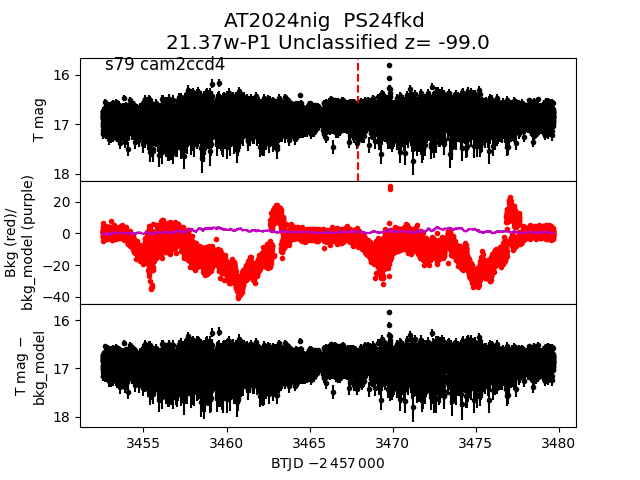 AT2024nig PS24fkd
21.37w-P1 Unclassified z= -99.0
s79 cam2ccd4
16
17
18
T mag
20
0
−20
−40
Bkg (red)/
bkg_model (purple)
16
17
18
T mag −
bkg_model
3455 3460 3465 3470 3475 3480
BTJD −2 457 000